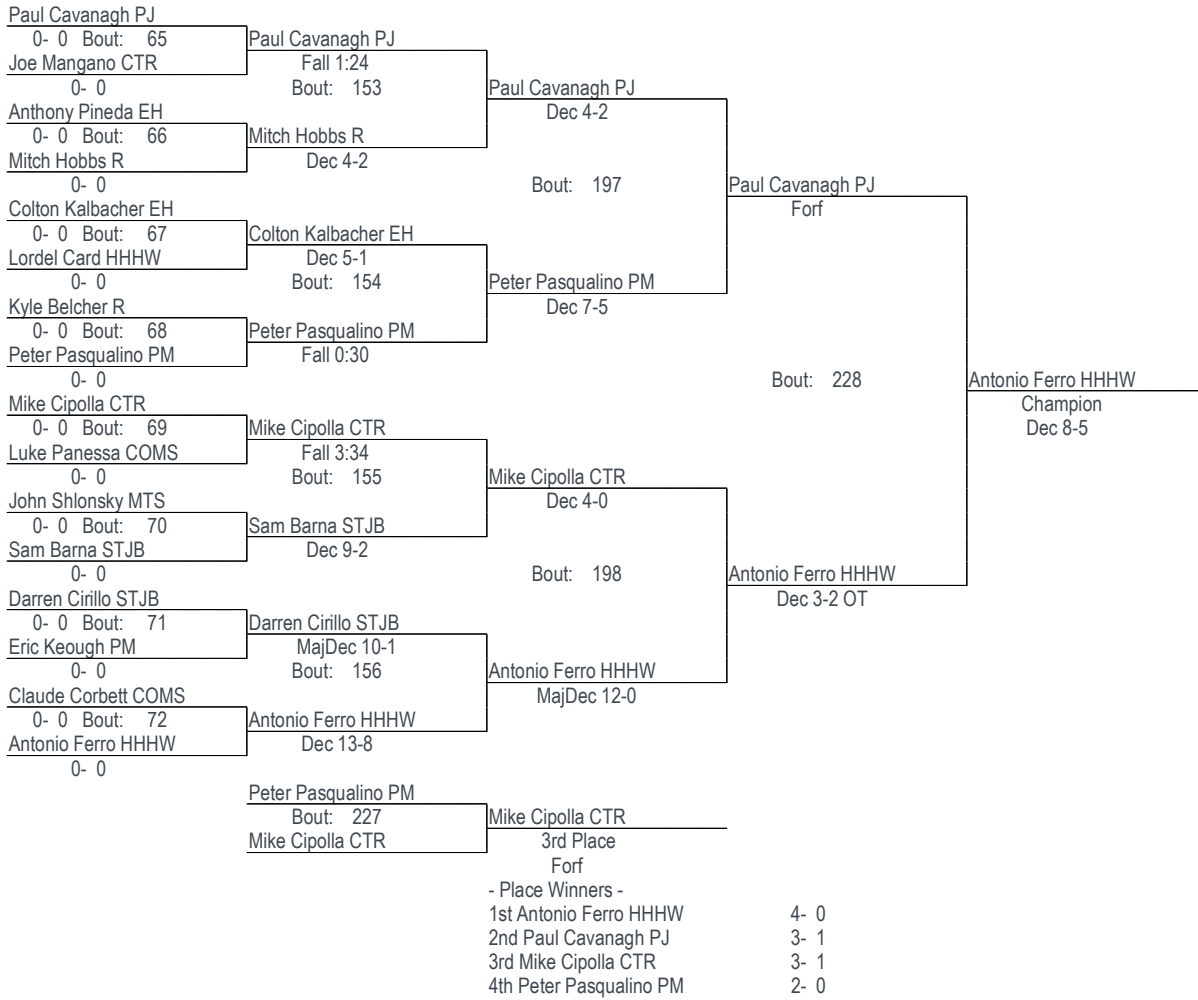 Paul Cavanagh PJ
0- 0 Bout: 65
Joe Mangano CTR
0- 0
Anthony Pineda EH
0- 0 Bout: 66
Mitch Hobbs R
0- 0
Colton Kalbacher EH
0- 0 Bout: 67
Lordel Card HHHW
0- 0
Kyle Belcher R
0- 0 Bout: 68
Peter Pasqualino PM
0- 0
Mike Cipolla CTR
0- 0 Bout: 69
Luke Panessa COMS
0- 0
John Shlonsky MTS
0- 0 Bout: 70
Sam Barna STJB
0- 0
Darren Cirillo STJB
0- 0 Bout: 71
Eric Keough PM
0- 0
Claude Corbett COMS
0- 0 Bout: 72
Antonio Ferro HHHW
0- 0
Paul Cavanagh PJ
Fall 1:24
Bout: 153
Mitch Hobbs R
Dec 4-2
Colton Kalbacher EH
Dec 5-1
Bout: 154
Peter Pasqualino PM
Fall 0:30
Mike Cipolla CTR
Fall 3:34
Bout: 155
Sam Barna STJB
Dec 9-2
Darren Cirillo STJB
MajDec 10-1
Bout: 156
Antonio Ferro HHHW
Dec 13-8
Paul Cavanagh PJ
Dec 4-2
Bout: 197
Peter Pasqualino PM
Dec 7-5
Mike Cipolla CTR
Dec 4-0
Bout: 198
Antonio Ferro HHHW
MajDec 12-0
Paul Cavanagh PJ
Forf
Bout: 228
Antonio Ferro HHHW
Dec 3-2 OT
Antonio Ferro HHHW
Champion
Dec 8-5
Peter Pasqualino PM
Bout: 227
Mike Cipolla CTR
Mike Cipolla CTR
3rd Place
Forf
- Place Winners -
1st Antonio Ferro HHHW 4- 0
2nd Paul Cavanagh PJ 3- 1
3rd Mike Cipolla CTR 3- 1
4th Peter Pasqualino PM 2- 0